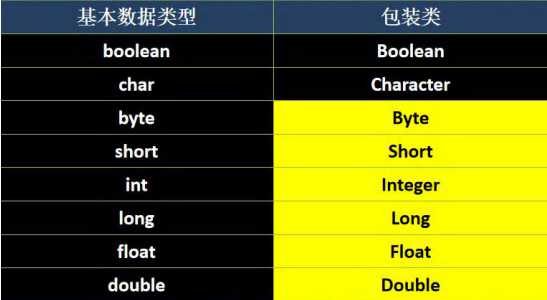 基本数据类型 包装类
boolean Boolean
char Character
byte Byte
short Short
int Integer
long Long
float Float
double Double